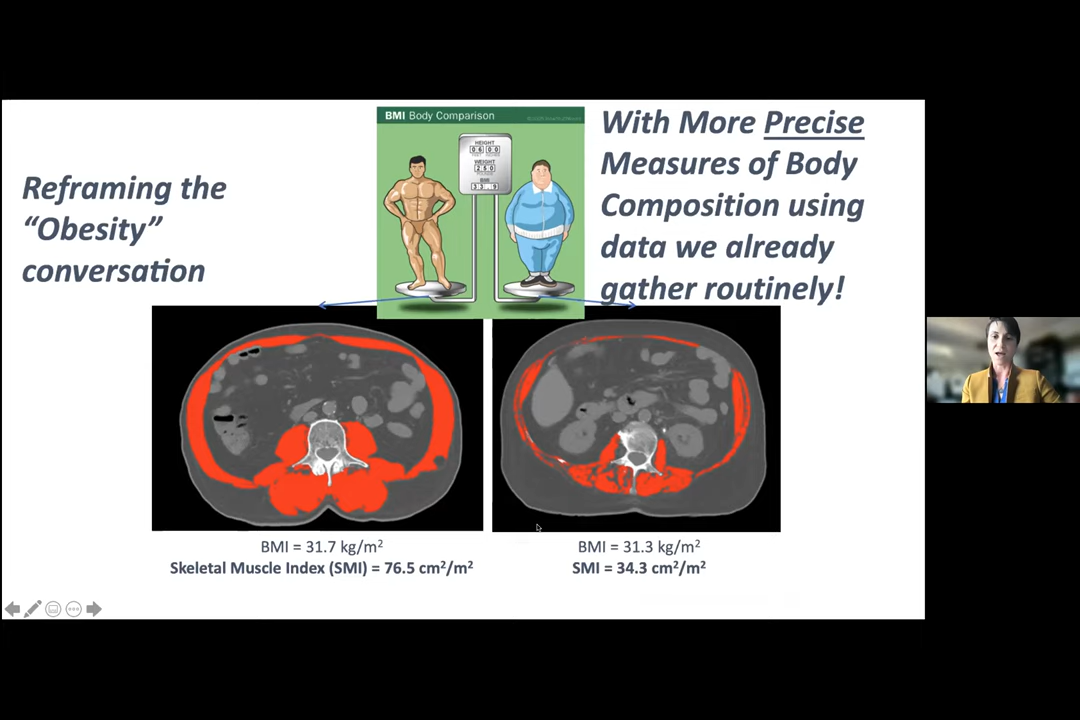 Reframing the
“Obesity”
conversation
BMI Body Comparison
HEIGHT
WEIGHT
BMI
With More Precise
Measures of Body
Composition using
data we already
gather routinely!
BMI = 31.7 kg/m²
Skeletal Muscle Index (SMI) = 76.5 cm²/m²
BMI = 31.3 kg/m²
SMI = 34.3 cm²/m²